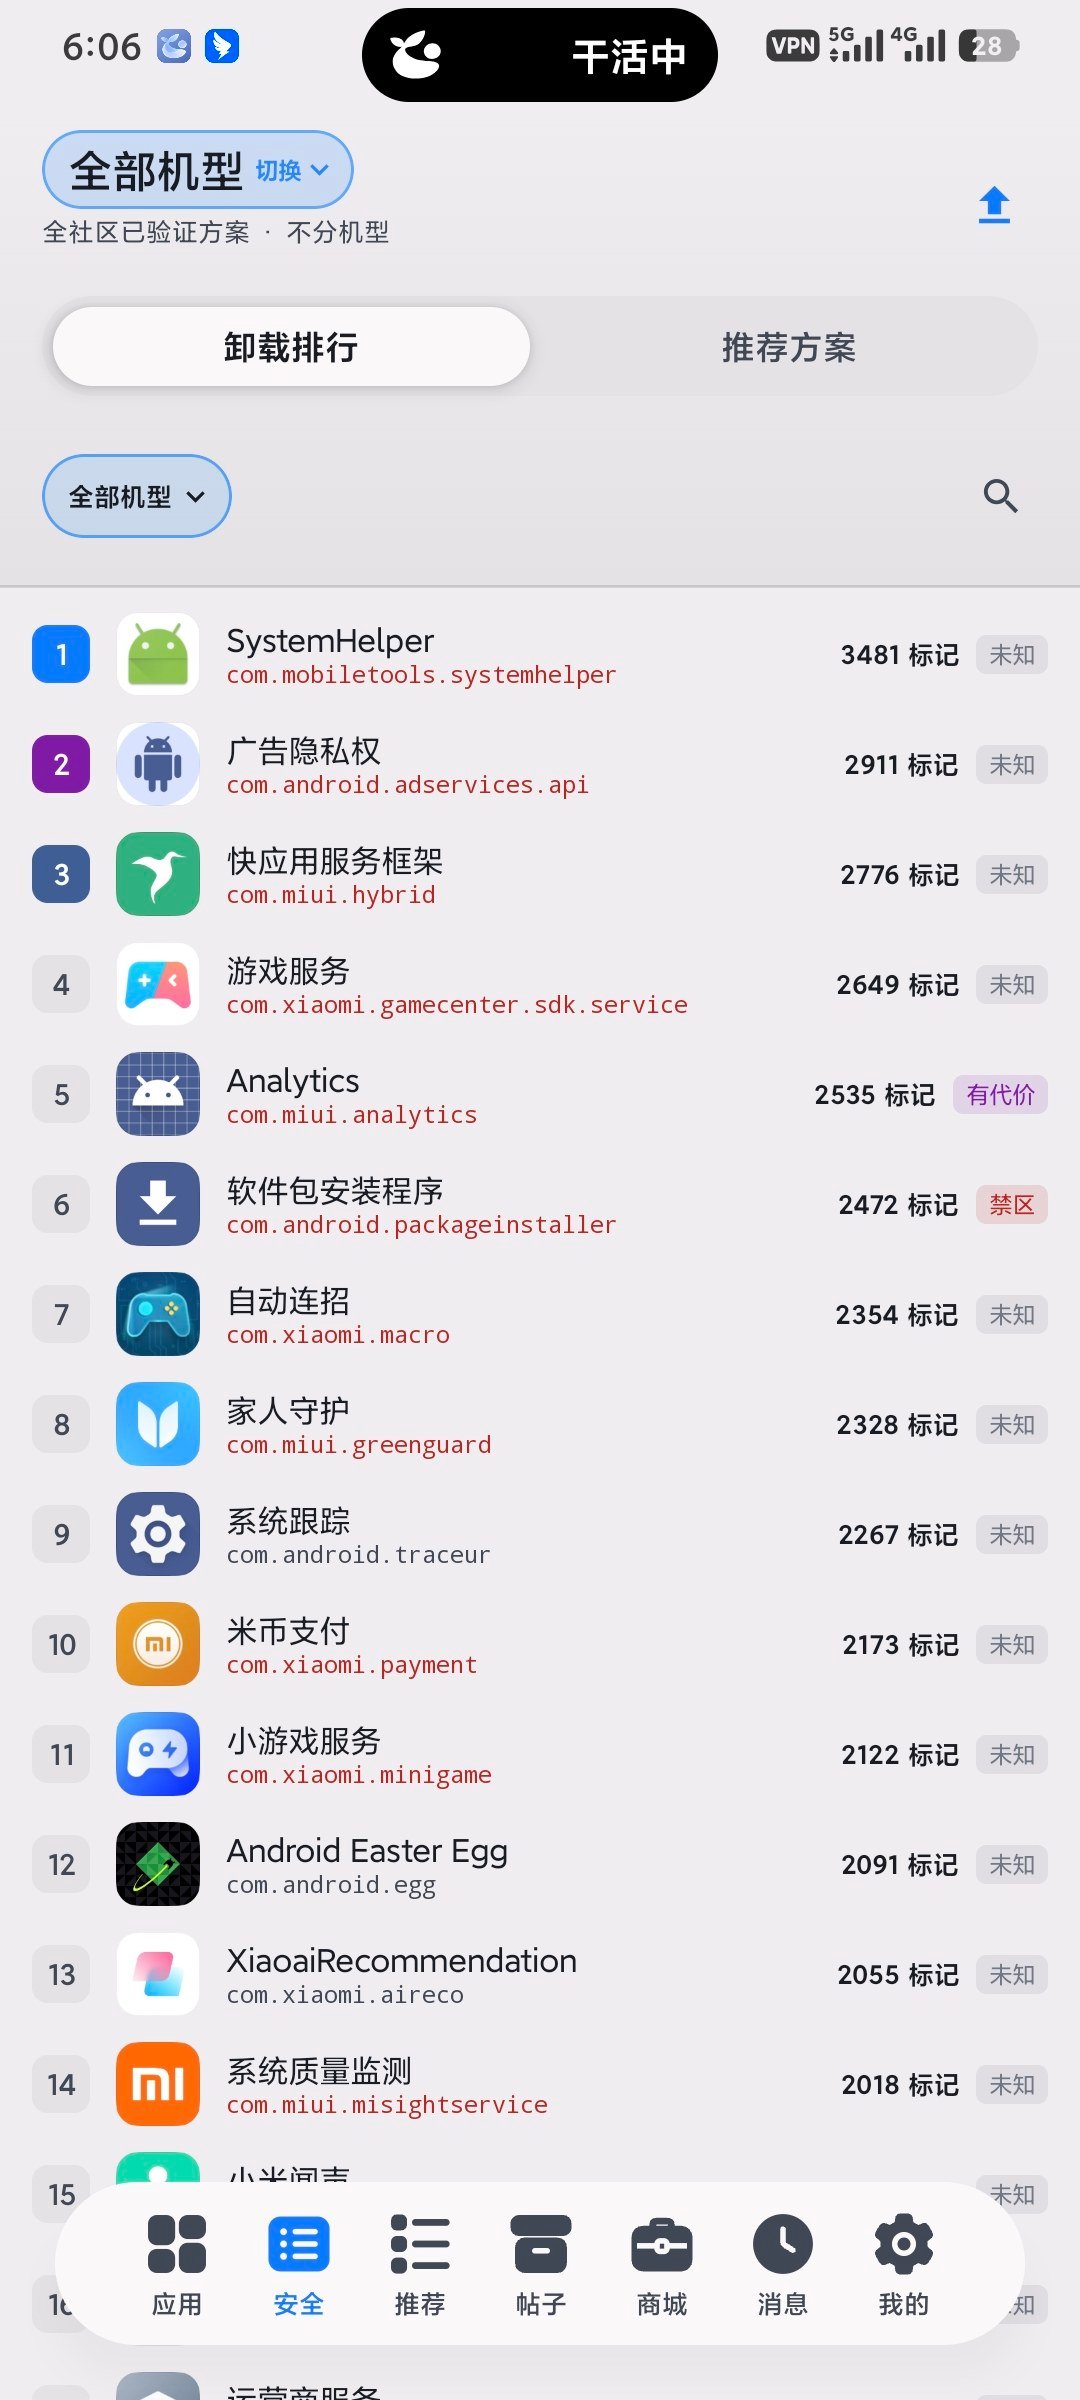 6:06
干活中
VPN 5G 4G 28
全部机型 切换
全社区已验证方案 · 不分机型
卸载排行
推荐方案
全部机型
1 SystemHelper 3481 标记 未知
com.mobiletools.systemhelper
2 广告隐私权 2911 标记 未知
com.android.adservices.api
3 快应用服务框架 2776 标记 未知
com.miui.hybrid
4 游戏服务 2649 标记 未知
com.xiaomi.gamecenter.sdk.service
5 Analytics 2535 标记 有代价
com.miui.analytics
6 软件包安装程序 2472 标记 禁区
com.android.packageinstaller
7 自动连招 2354 标记 未知
com.xiaomi.macro
8 家人守护 2328 标记 未知
com.miui.greenguard
9 系统跟踪 2267 标记 未知
com.android.traceur
10 米币支付 2173 标记 未知
com.xiaomi.payment
11 小游戏服务 2122 标记 未知
com.xiaomi.minigame
12 Android Easter Egg 2091 标记 未知
com.android.egg
13 XiaoaiRecommendation 2055 标记 未知
com.xiaomi.aireco
14 系统质量监测 2018 标记 未知
com.miui.misightservice
15 小米闻声 未知
16 知
应用
安全
推荐
帖子
商城
消息
我的
运营商服务